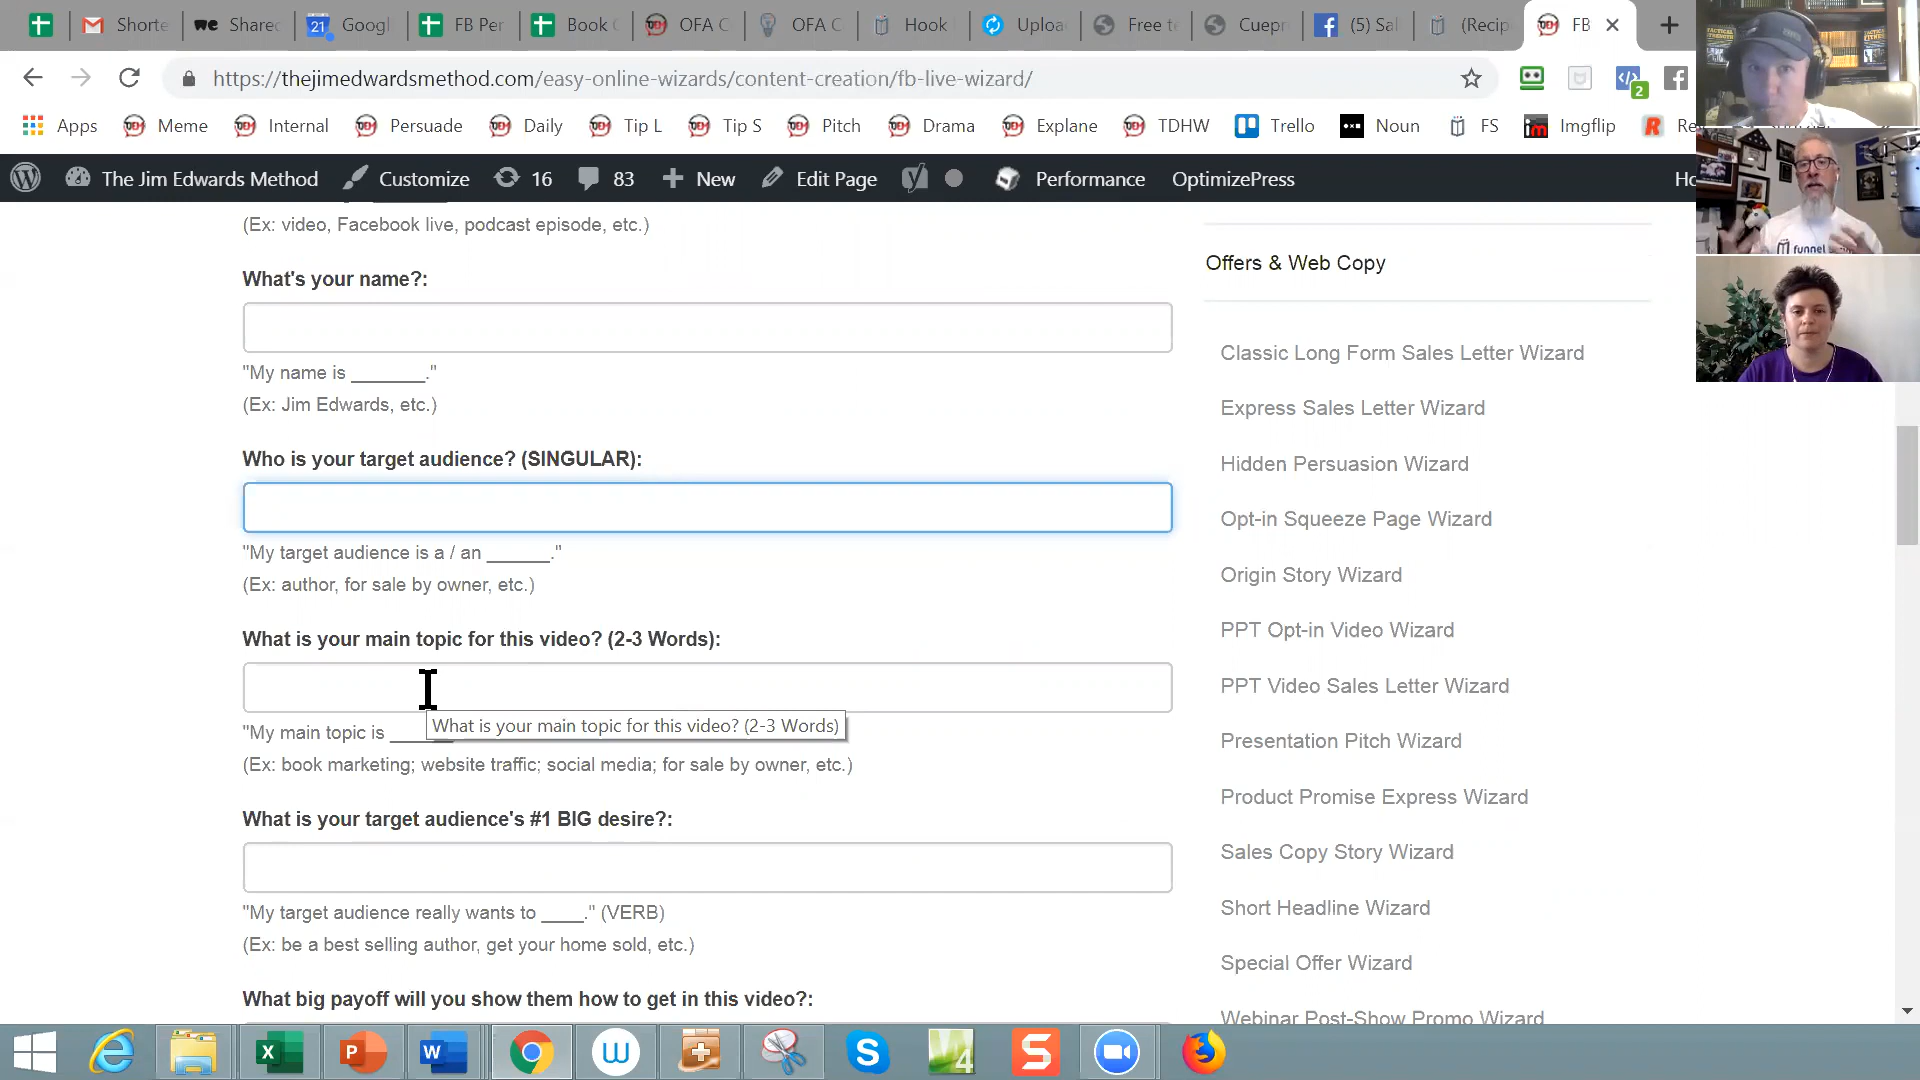 Shorte
Share
Googl
FB Per
Book
OFA C
OFA C
Hook
Uploa
Free t
Cuep
(5) Sa
(Recip
FB
https://thejimedwardsmethod.com/easy-online-wizards/content-creation/fb-live-wizard/
Apps
Meme
Internal
Persuade
Daily
Tip L
Tip S
Pitch
Drama
Explane
TDHW
Trello
Noun
FS
Imgflip
The Jim Edwards Method
Customize
16
83
New
Edit Page
Performance
OptimizePress
(Ex: video, Facebook live, podcast episode, etc.)
What's your name?:
"My name is _______."
(Ex: Jim Edwards, etc.)
Who is your target audience? (SINGULAR):
"My target audience is a / an ______."
(Ex: author, for sale by owner, etc.)
What is your main topic for this video? (2-3 Words):
What is your main topic for this video? (2-3 Words)
"My main topic is ______
(Ex: book marketing; website traffic; social media; for sale by owner, etc.)
What is your target audience's #1 BIG desire?:
"My target audience really wants to ____." (VERB)
(Ex: be a best selling author, get your home sold, etc.)
What big payoff will you show them how to get in this video?:
Offers & Web Copy
Classic Long Form Sales Letter Wizard
Express Sales Letter Wizard
Hidden Persuasion Wizard
Opt-in Squeeze Page Wizard
Origin Story Wizard
PPT Opt-in Video Wizard
PPT Video Sales Letter Wizard
Presentation Pitch Wizard
Product Promise Express Wizard
Sales Copy Story Wizard
Short Headline Wizard
Special Offer Wizard
Webinar Post-Show Promo Wizard
funnel